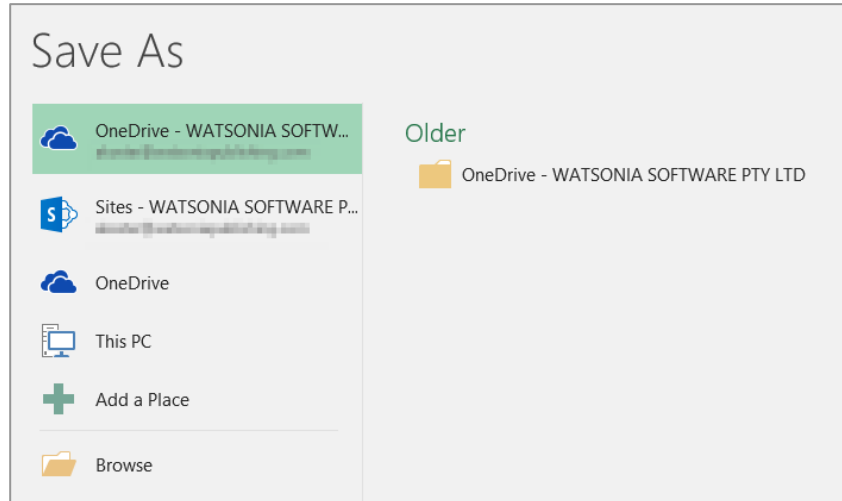 Save As
OneDrive - WATSONIA SOFTW...
Sites - WATSONIA SOFTWARE P...
OneDrive
This PC
Add a Place
Browse
Older
OneDrive - WATSONIA SOFTWARE PTY LTD